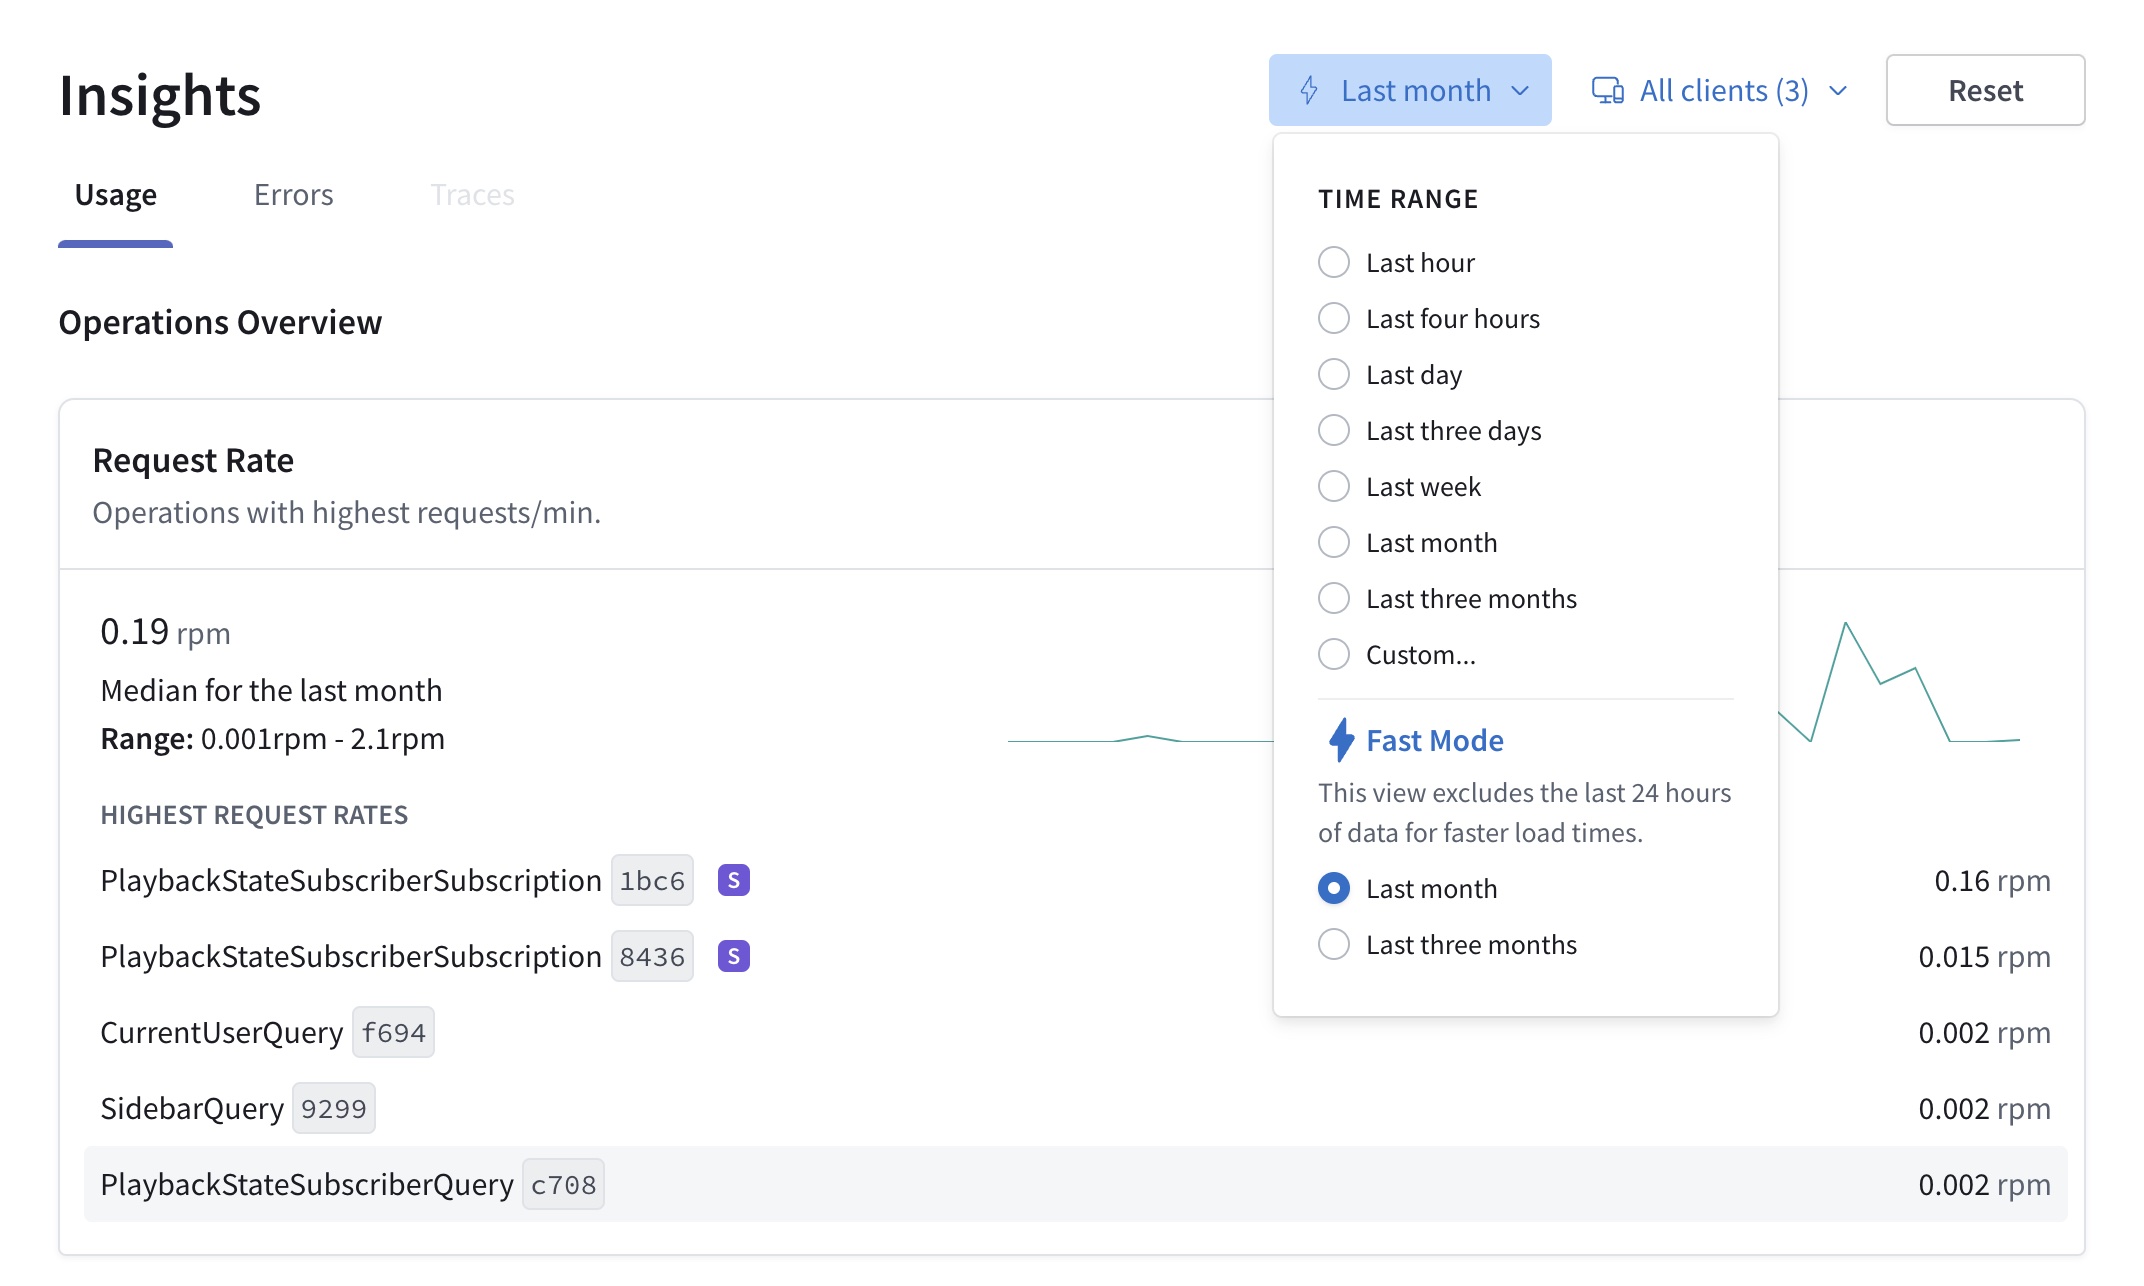 Insights
Last month
All clients (3)
Reset
Usage
Errors
Traces
Operations Overview
TIME RANGE
Last hour
Last four hours
Last day
Last three days
Last week
Last month
Last three months
Custom...
Fast Mode
This view excludes the last 24 hours
of data for faster load times.
Last month
Last three months
Request Rate
Operations with highest requests/min.
0.19 rpm
Median for the last month
Range: 0.001rpm - 2.1rpm
HIGHEST REQUEST RATES
PlaybackStateSubscriberSubscription 1bc6 S 0.16 rpm
PlaybackStateSubscriberSubscription 8436 S 0.015 rpm
CurrentUserQuery f694 0.002 rpm
SidebarQuery 9299 0.002 rpm
PlaybackStateSubscriberQuery c708 0.002 rpm